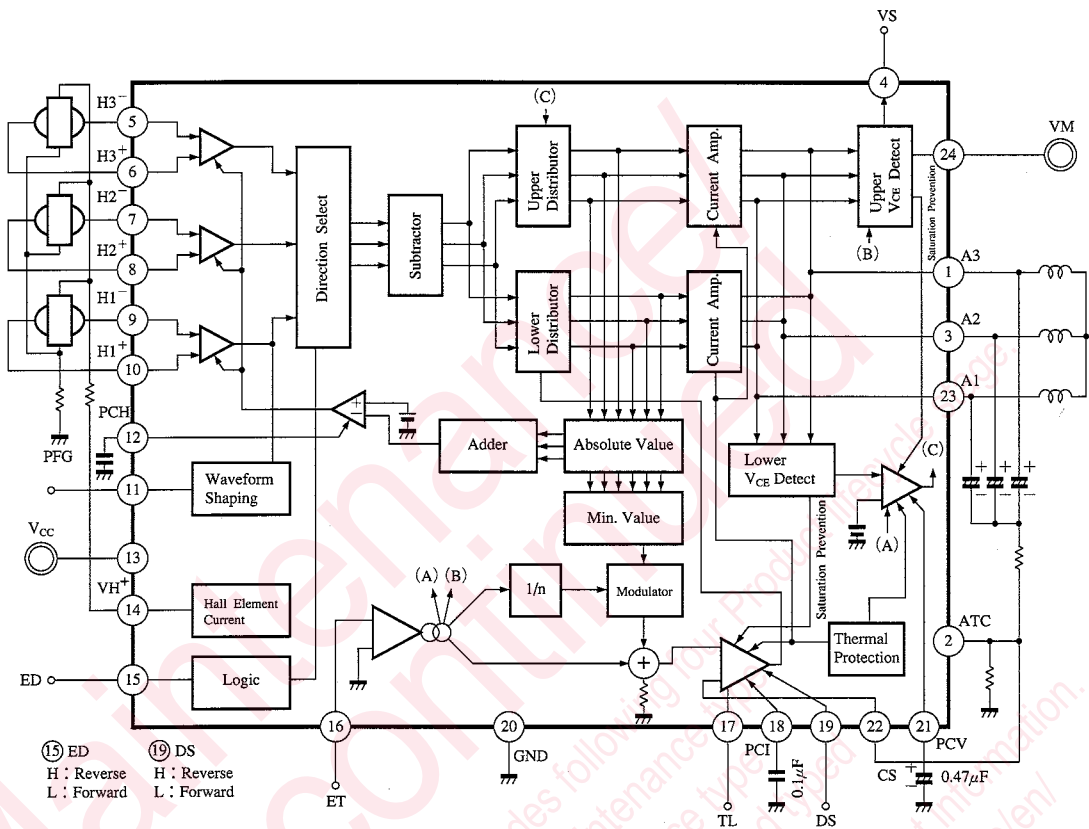 VS
4
H3−
5
H3+
6
H2−
7
H2+
8
H1−
9
H1+
10
PCH
12
PFG
11
VCC
13
VH+
14
ED
15
Direction Select
Subtractor
(C)
Upper
Distributor
Lower
Distributor
Current Amp.
Current Amp.
Upper
VCE Detect
(B)
Saturation Prevention
24
VM
1
A3
3
A2
23
A1
+
−
Adder
Absolute Value
Min. Value
Waveform
Shaping
Hall Element
Current
Logic
(A)
(B)
1/n
Modulator
+
Lower
VCE Detect
Saturation Prevention
(C)
(A)
Thermal
Protection
+
+
+
−
−
−
2
ATC
16
ET
20
GND
17
TL
18
PCI
0.1μF
19
DS
22
CS
21
PCV
+
−
0.47μF
15 ED
H : Reverse
L : Forward
19 DS
H : Reverse
L : Forward
Maintenance/
continued